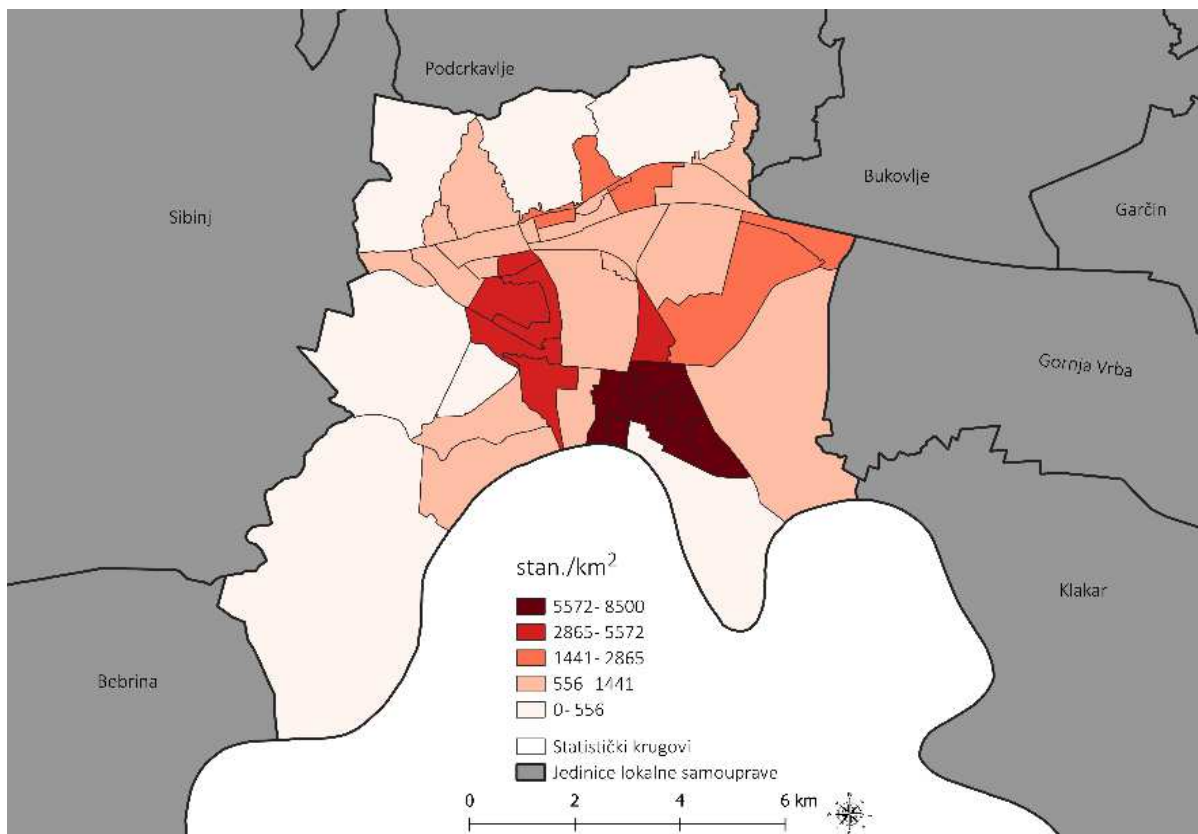 Podcrkavlje
Bukovlje
Garčin
Sibinj
Gornja Vrba
Klakar
Bebrina
stan./km²
5572- 8500
2865- 5572
1441- 2865
556 1441
0- 556
Statistički krugovi
Jedinice lokalne samouprave
0 2 4 6 km